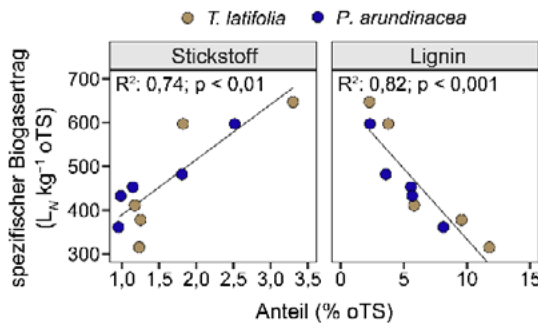 T. latifolia P. arundinacea
Stickstoff Lignin
R²: 0,74; p < 0,01 R²: 0,82; p < 0,001
spezifischer Biogasertrag
(L_N kg⁻¹ oTS)
700
600
500
400
300
1,0 1,5 2,0 2,5 3,0 3,5 0 5 10 15
Anteil (% oTS)